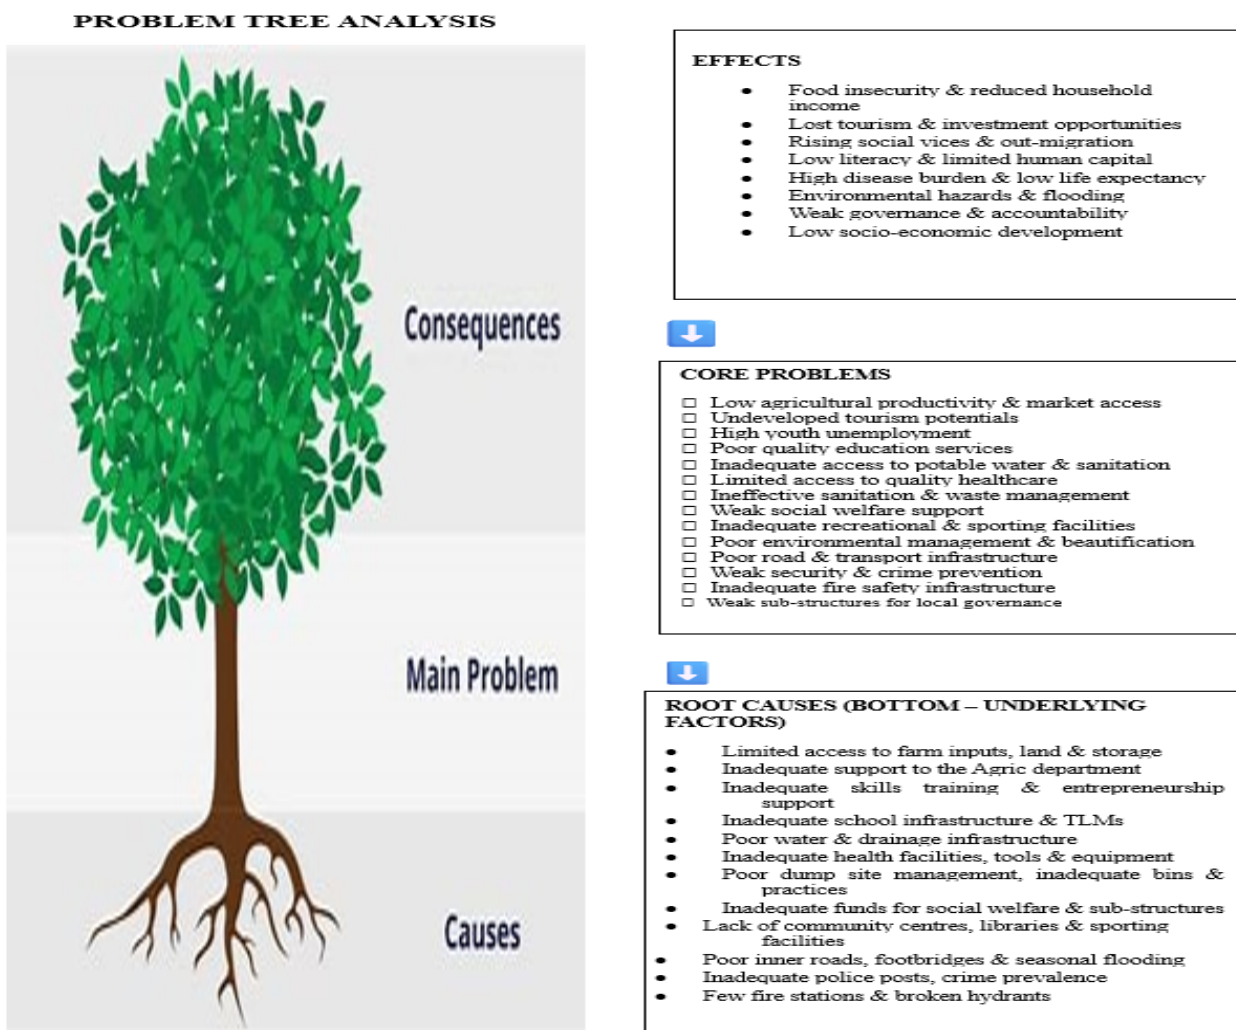 PROBLEM TREE ANALYSIS
Consequences
Main Problem
Causes
EFFECTS
● Food insecurity & reduced household
income
● Lost tourism & investment opportunities
● Rising social vices & out-migration
● Low literacy & limited human capital
● High disease burden & low life expectancy
● Environmental hazards & flooding
● Weak governance & accountability
● Low socio-economic development
CORE PROBLEMS
□ Low agricultural productivity & market access
□ Undeveloped tourism potentials
□ High youth unemployment
□ Poor quality education services
□ Inadequate access to potable water & sanitation
□ Limited access to quality healthcare
□ Ineffective sanitation & waste management
□ Weak social welfare support
□ Inadequate recreational & sporting facilities
□ Poor environmental management & beautification
□ Poor road & transport infrastructure
□ Weak security & crime prevention
□ Inadequate fire safety infrastructure
□ Weak sub-structures for local governance
ROOT CAUSES (BOTTOM – UNDERLYING
FACTORS)
● Limited access to farm inputs, land & storage
● Inadequate support to the Agric department
● Inadequate skills training & entrepreneurship
support
● Inadequate school infrastructure & TLMs
● Poor water & drainage infrastructure
● Inadequate health facilities, tools & equipment
● Poor dump site management, inadequate bins &
practices
● Inadequate funds for social welfare & sub-structures
● Lack of community centres, libraries & sporting
facilities
● Poor inner roads, footbridges & seasonal flooding
● Inadequate police posts, crime prevalence
● Few fire stations & broken hydrants